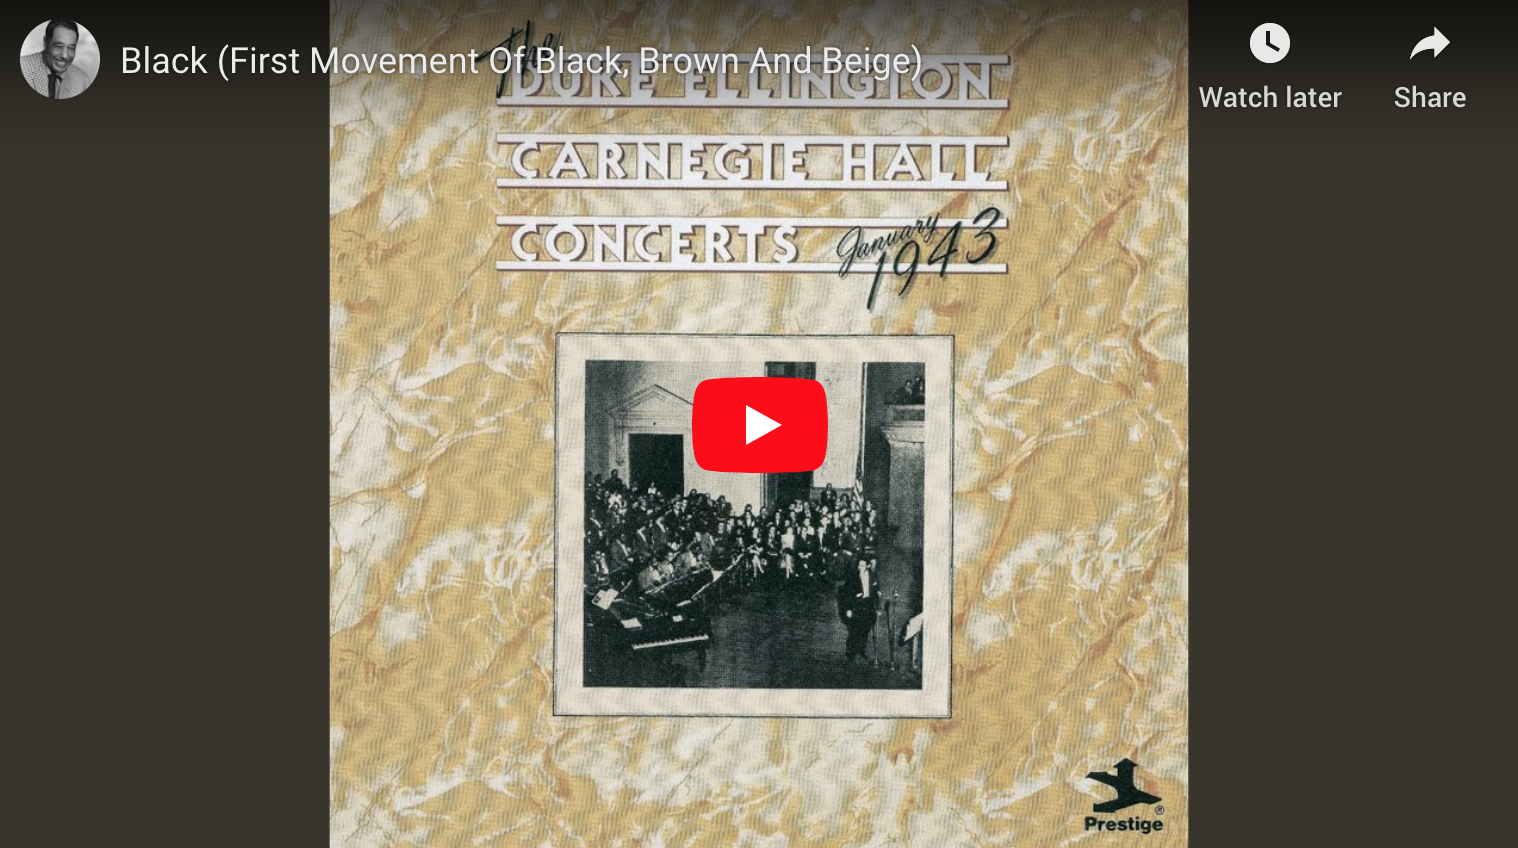 Black (First Movement Of Black, Brown And Beige)
Watch later
Share
The
DUKE ELLINGTON
CARNEGIE HALL
CONCERTS January 1943
Prestige®